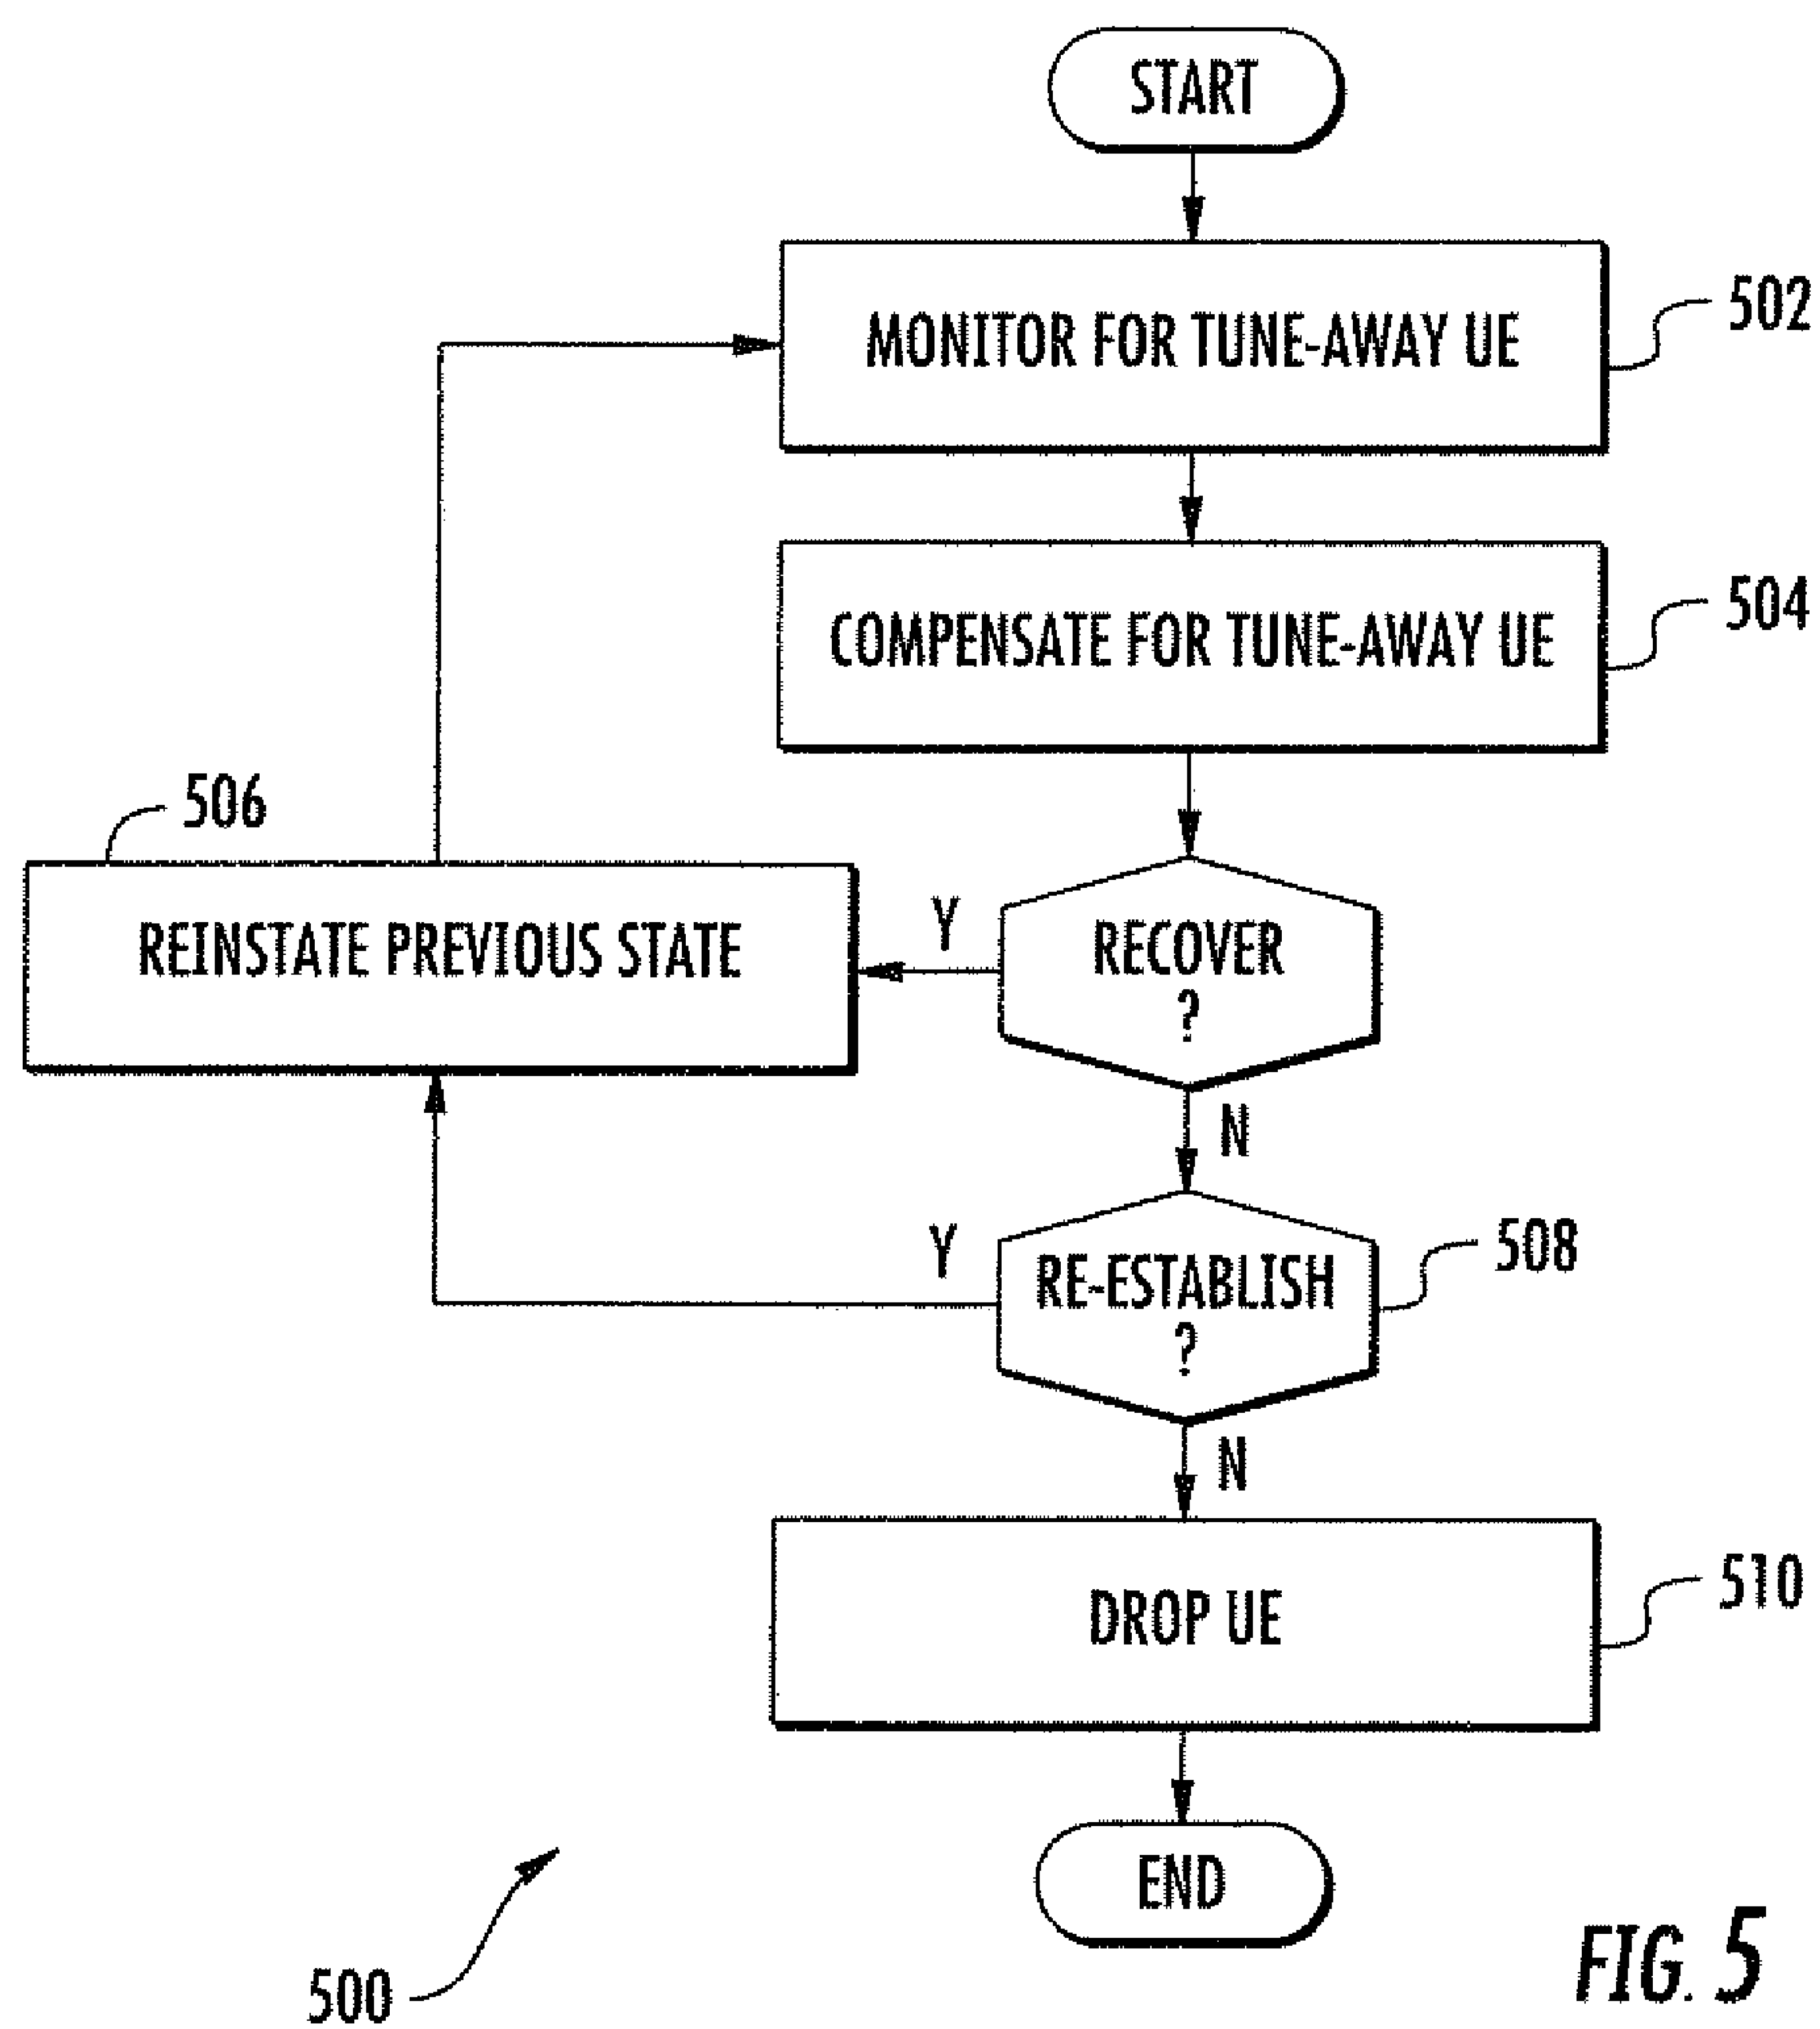 START
MONITOR FOR TUNE-AWAY UE
502
COMPENSATE FOR TUNE-AWAY UE
504
506
REINSTATE PREVIOUS STATE
Y
RECOVER
?
N
Y
RE-ESTABLISH
?
508
N
DROP UE
510
END
500
FIG. 5